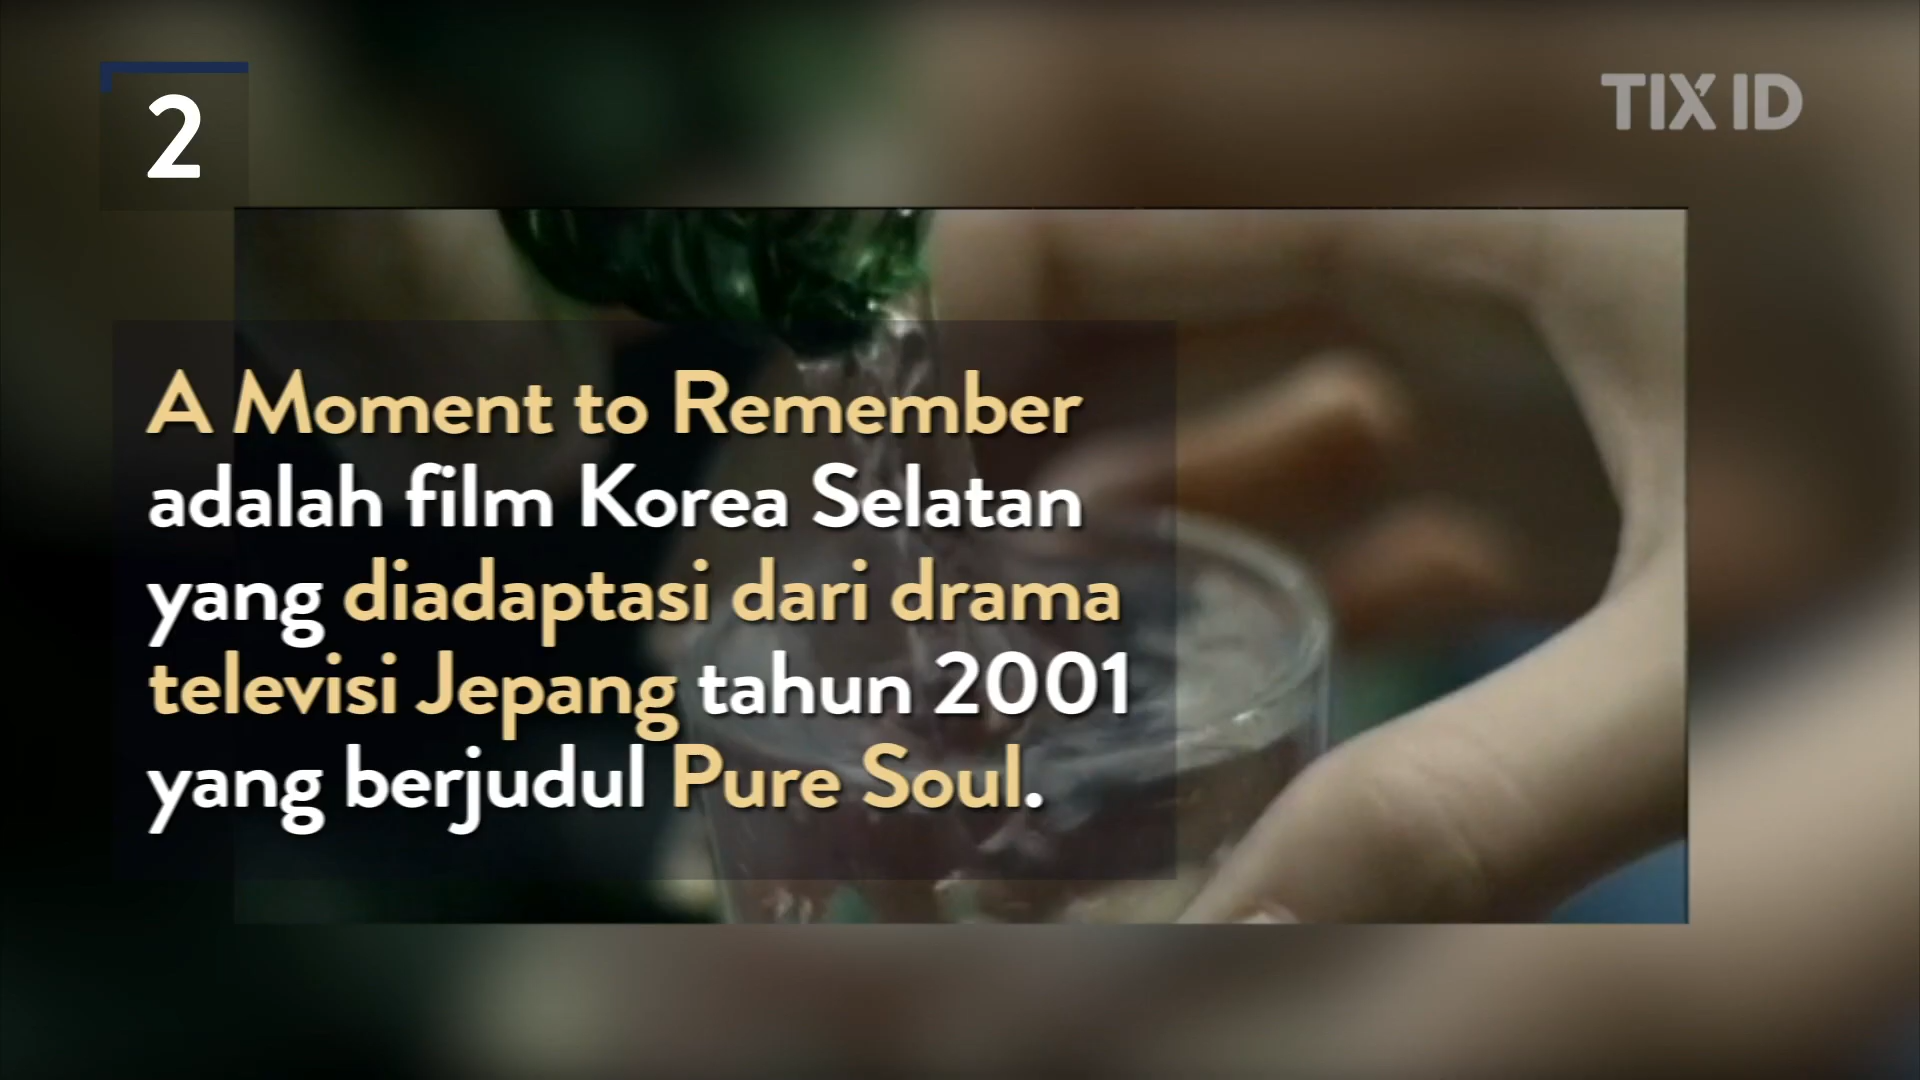 2
TIX ID
A Moment to Remember
adalah film Korea Selatan
yang diadaptasi dari drama
televisi Jepang tahun 2001
yang berjudul Pure Soul.